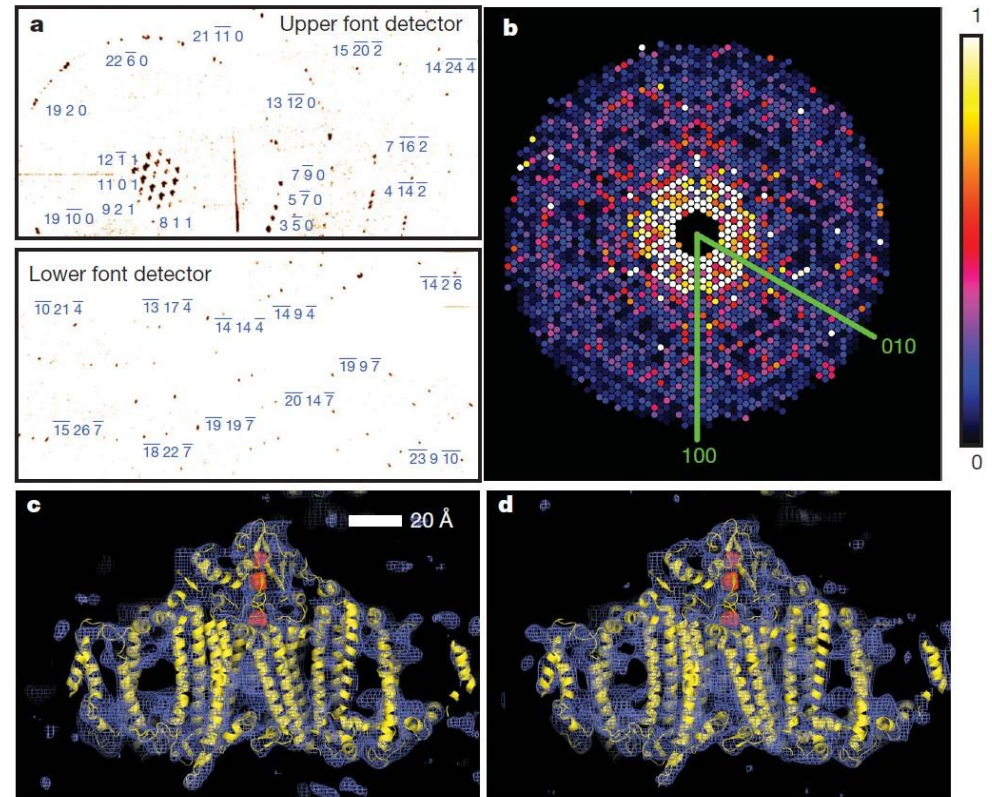 a
Upper font detector
21 1̅1̅ 0
22 6̅ 0
15 2̅0̅ 2̅
14 2̅4̅ 4̅
19 2 0
13 1̅2̅ 0
12 1̅ 1
7 1̅6̅ 2̅
11 0 1
7 9̅ 0
9 2 1
5 7̅ 0
4 1̅4̅ 2̅
19 1̅0̅ 0
8 1 1
3 5̅ 0
Lower font detector
1̅4̅ 2̅ 6̅
1̅0̅ 21 4̅
1̅3̅ 17 4̅
1̅4̅ 9 4̅
1̅4̅ 14 4̅
1̅9̅ 9 7̅
2̅0̅ 14 7̅
1̅5̅ 26 7̅
1̅9̅ 19 7̅
1̅8̅ 22 7̅
2̅3̅ 9 1̅0̅
b
010
100
1
0
c
20 Å
d